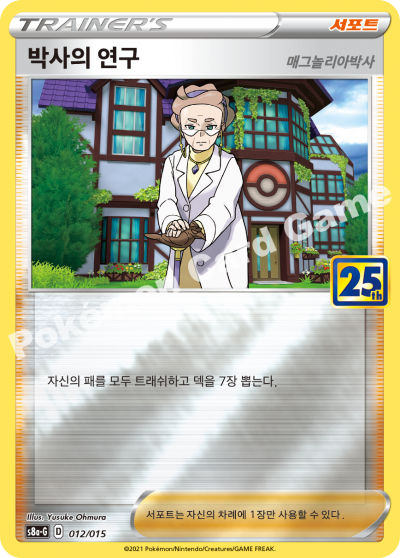 TRAINER'S
서포트
박사의 연구
매그놀리아박사
25th
Pokémon Card Game
자신의 패를 모두 트래쉬하고 덱을 7장 뽑는다.
Illus. Yusuke Ohmura
s8a-G D 012/015
서포트는 자신의 차례에 1장만 사용할 수 있다.
©2021 Pokémon/Nintendo/Creatures/GAME FREAK.